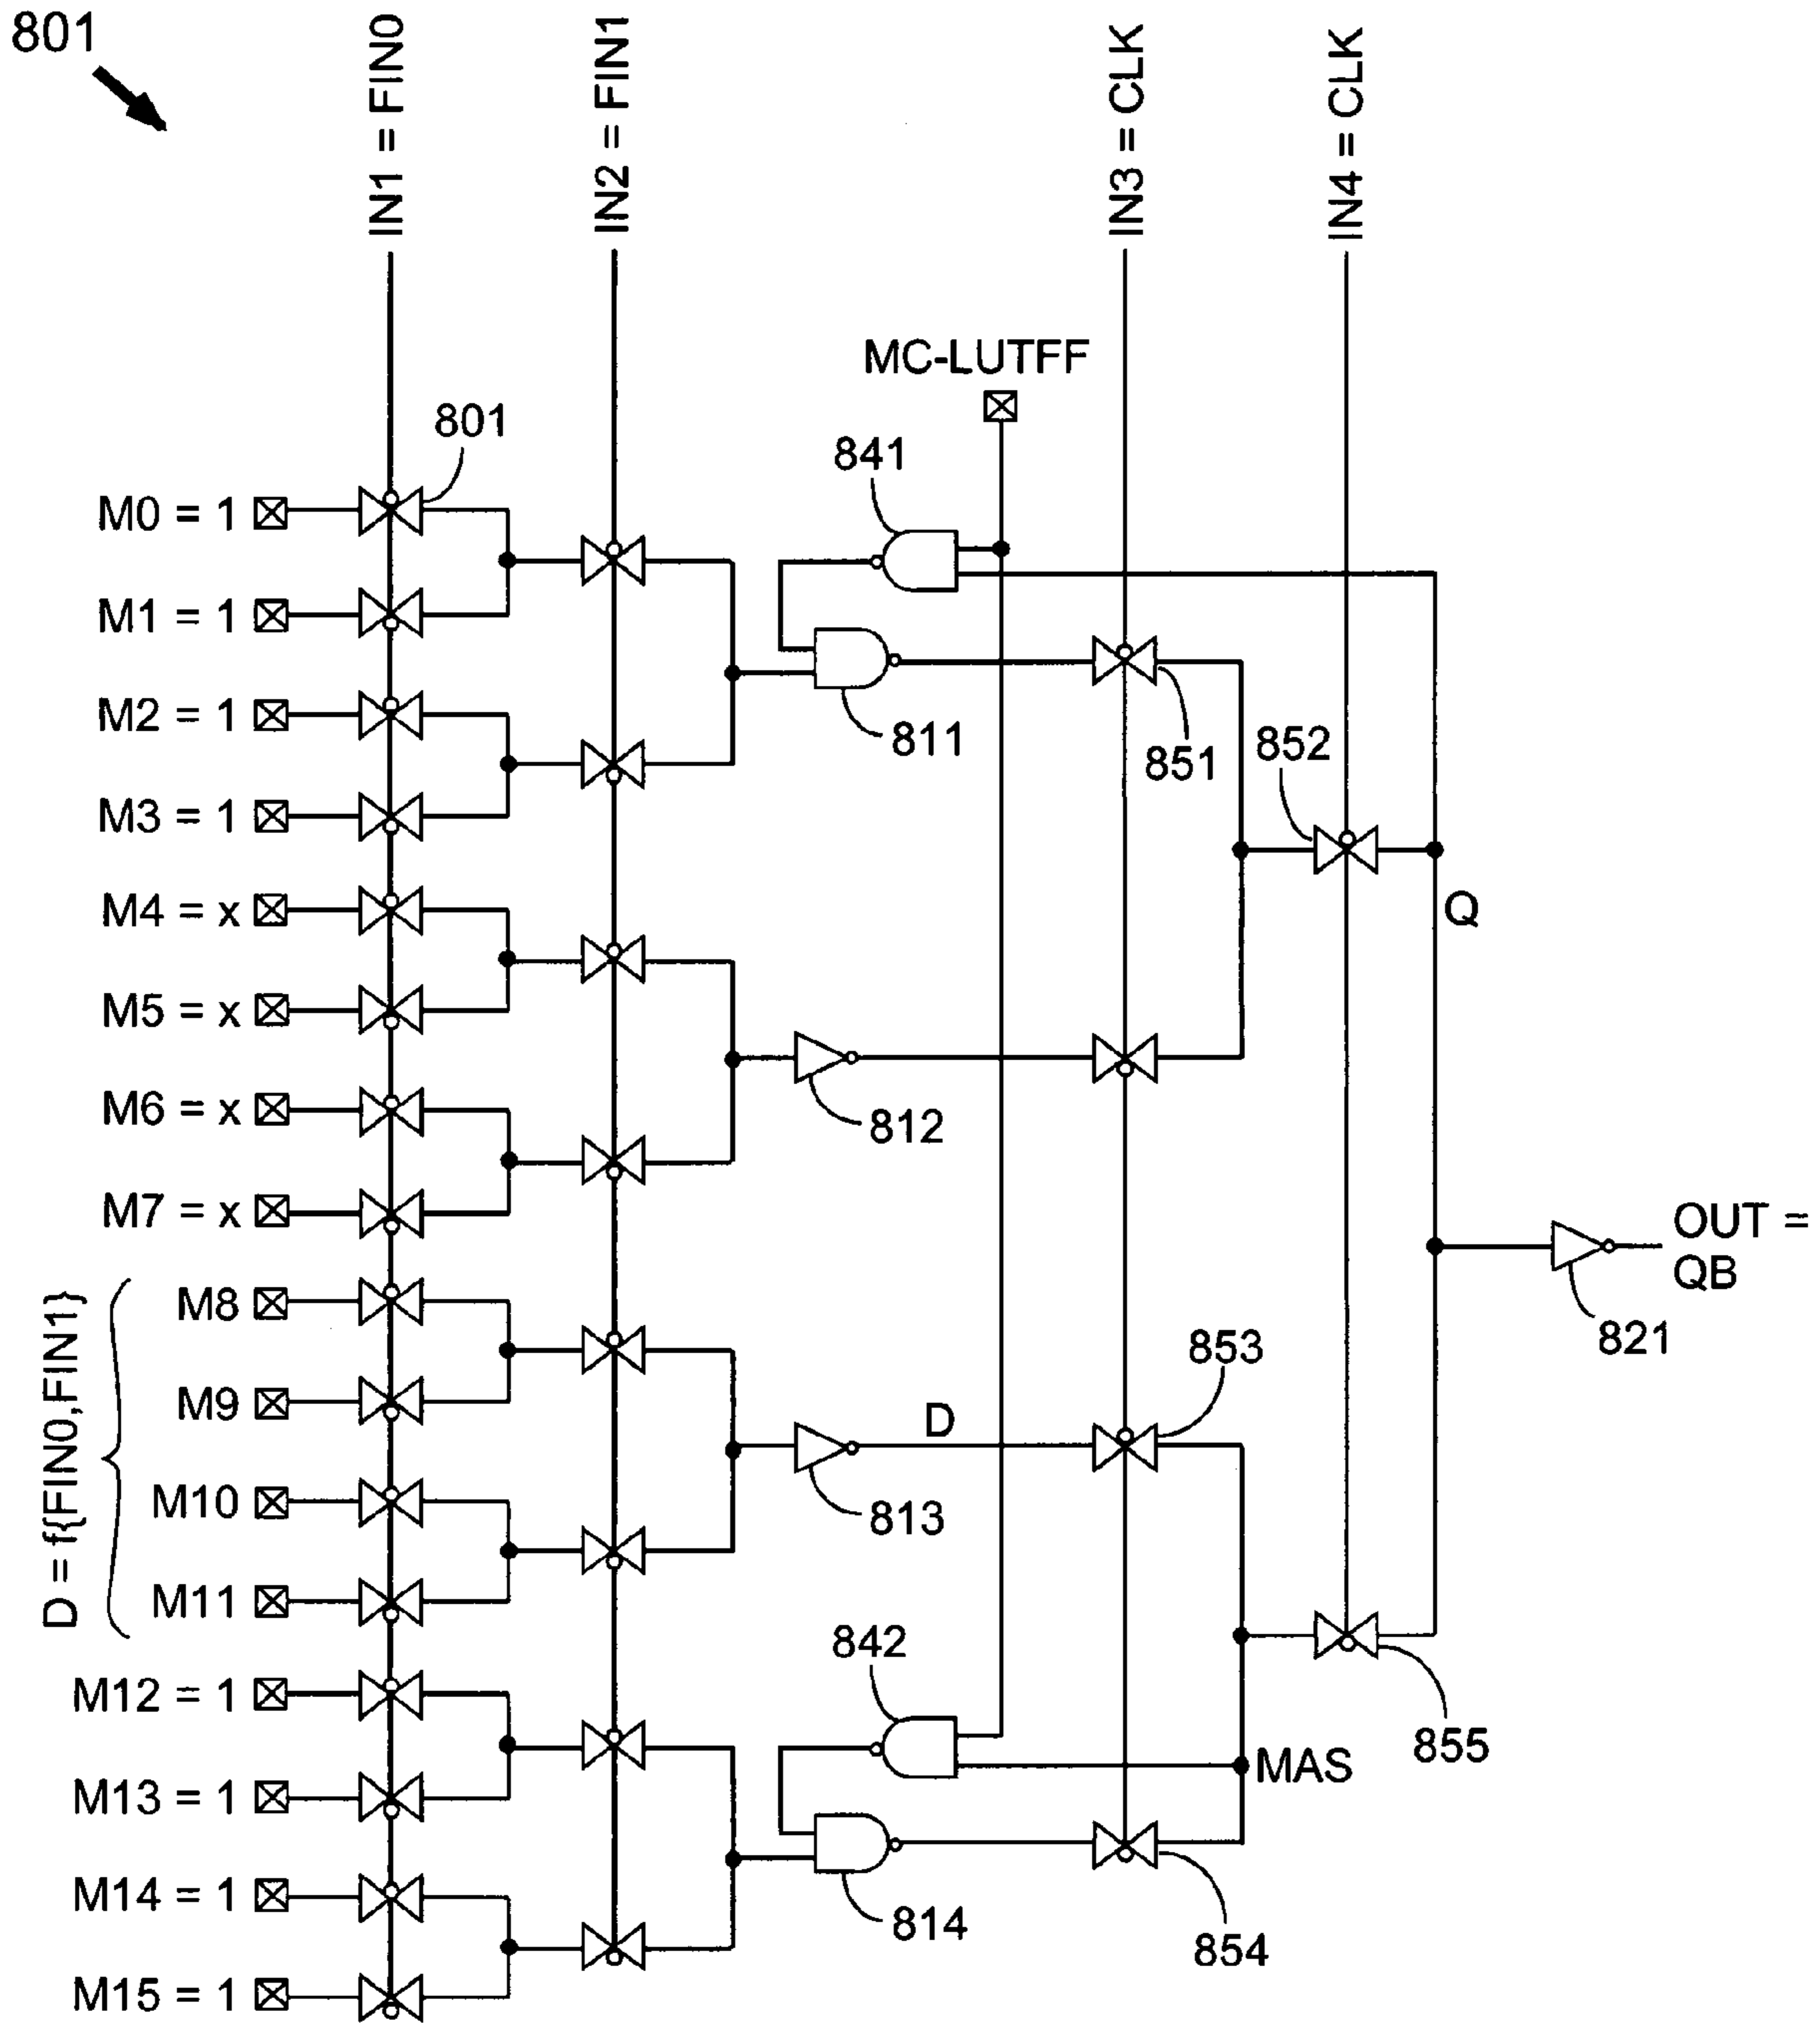 801
IN1 = FIN0
IN2 = FIN1
IN3 = CLK
IN4 = CLK
MC-LUTFF
801
841
M0 = 1
M1 = 1
M2 = 1
811
851
852
M3 = 1
M4 = x
Q
M5 = x
M6 = x
812
M7 = x
OUT =
QB
821
D = f{FIN0,FIN1}
M8
853
M9
D
M10
813
M11
842
M12 = 1
855
MAS
M13 = 1
M14 = 1
814
854
M15 = 1